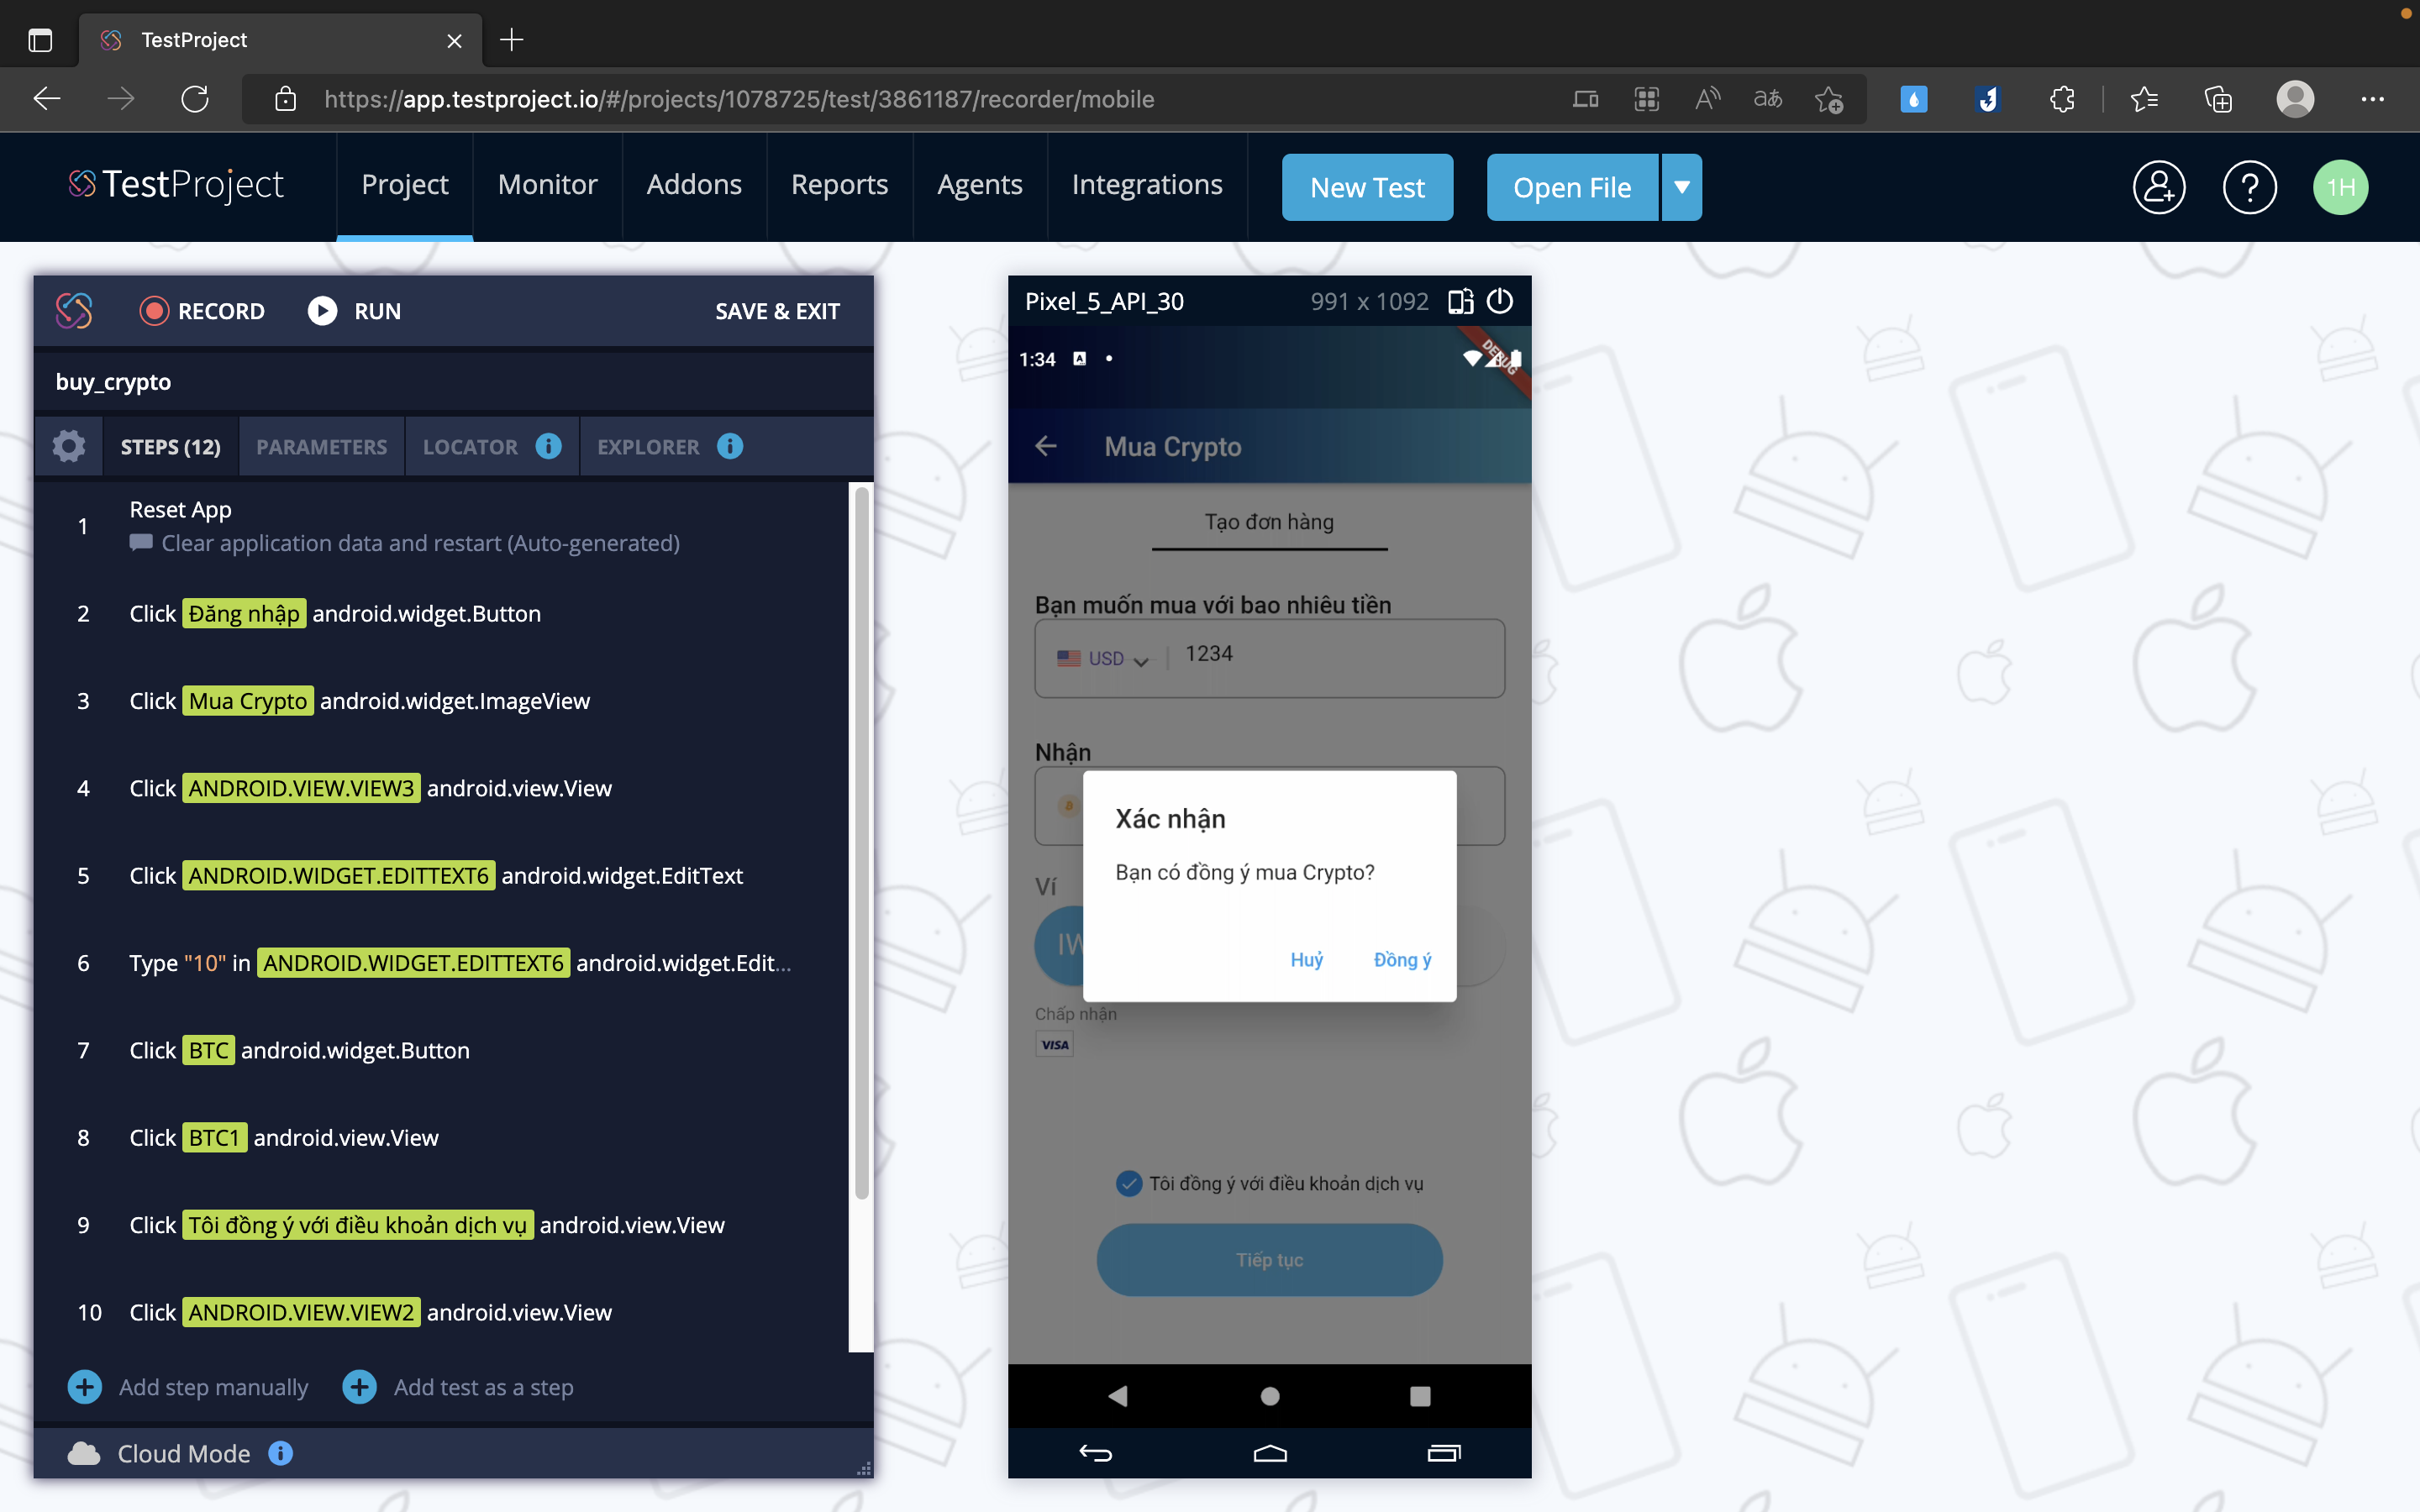 TestProject
https://app.testproject.io/#/projects/1078725/test/3861187/recorder/mobile
TestProject
Project
Monitor
Addons
Reports
Agents
Integrations
New Test
Open File
1H
RECORD
RUN
SAVE & EXIT
buy_crypto
STEPS (12)
PARAMETERS
LOCATOR
EXPLORER
1
Reset App
Clear application data and restart (Auto-generated)
2 Click Đăng nhập android.widget.Button
3 Click Mua Crypto android.widget.ImageView
4 Click ANDROID.VIEW.VIEW3 android.view.View
5 Click ANDROID.WIDGET.EDITTEXT6 android.widget.EditText
6 Type "10" in ANDROID.WIDGET.EDITTEXT6 android.widget.Edit...
7 Click BTC android.widget.Button
8 Click BTC1 android.view.View
9 Click Tôi đồng ý với điều khoản dịch vụ android.view.View
10 Click ANDROID.VIEW.VIEW2 android.view.View
Add step manually
Add test as a step
Cloud Mode
Pixel_5_API_30
991 x 1092
1:34
DEBUG
Mua Crypto
Tạo đơn hàng
Bạn muốn mua với bao nhiêu tiền
USD
1234
Nhận
Xác nhận
Bạn có đồng ý mua Crypto?
Huỷ
Đồng ý
Ví
IW
Chấp nhận
VISA
Tôi đồng ý với điều khoản dịch vụ
Tiếp tục